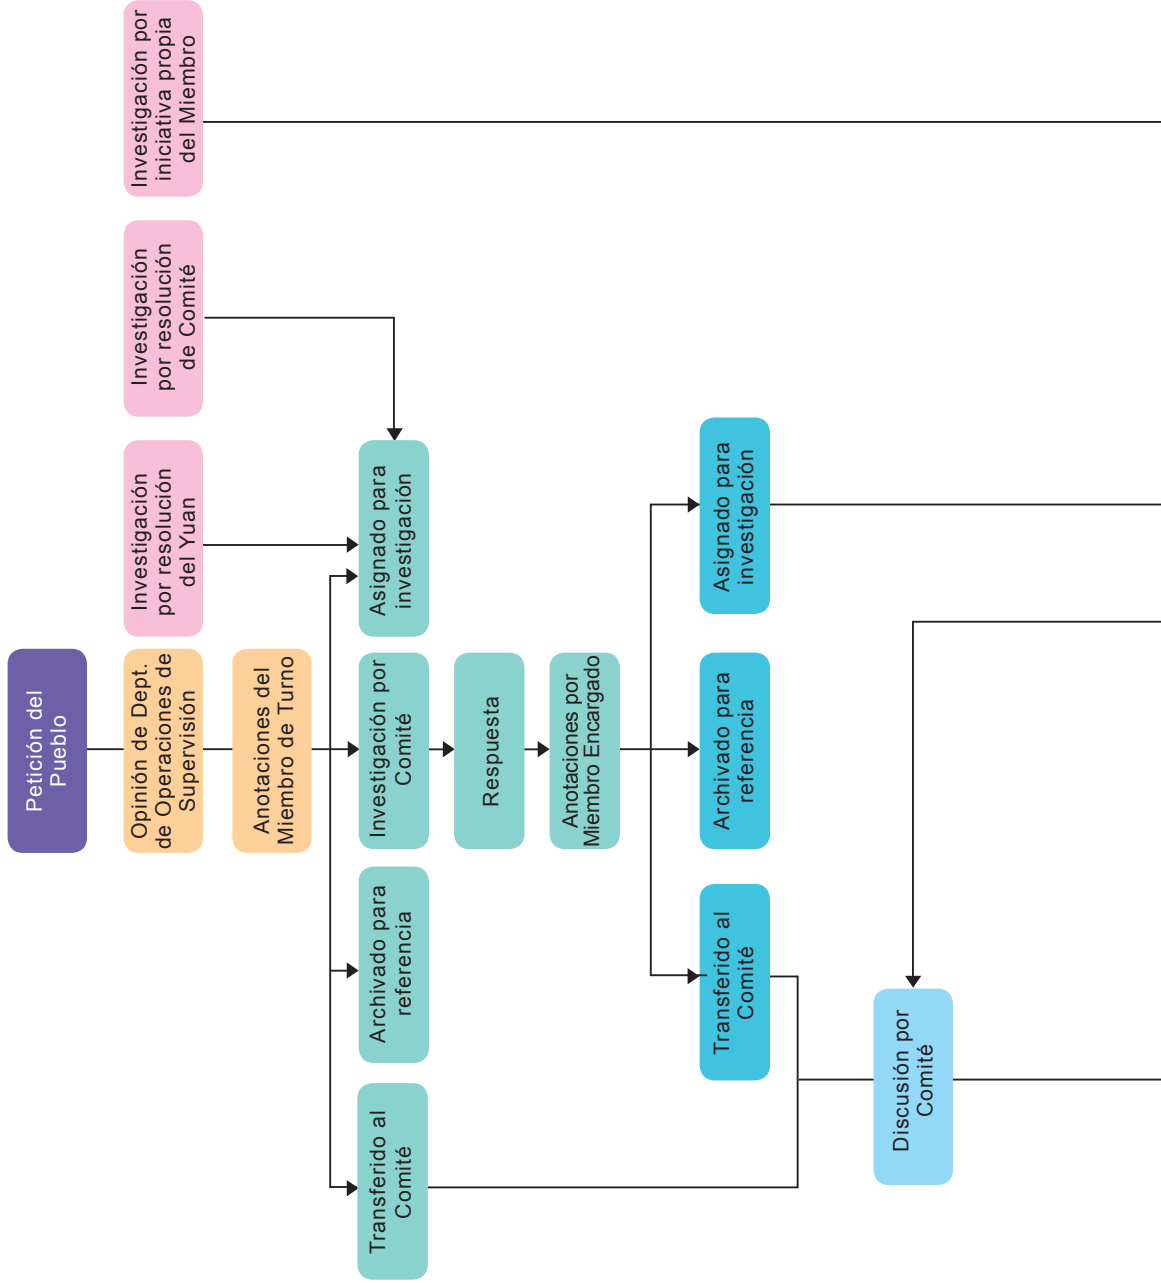 Petición del
Pueblo
Opinión de Dept.
de Operaciones de
Supervisión
Anotaciones del
Miembro de Turno
Investigación
por resolución
del Yuan
Investigación
por resolución
de Comité
Investigación por
iniciativa propia
del Miembro
Transferido al
Comité
Archivado para
referencia
Investigación por
Comité
Asignado para
investigación
Respuesta
Anotaciones por
Miembro Encargado
Transferido al
Comité
Archivado para
referencia
Asignado para
investigación
Discusión por
Comité